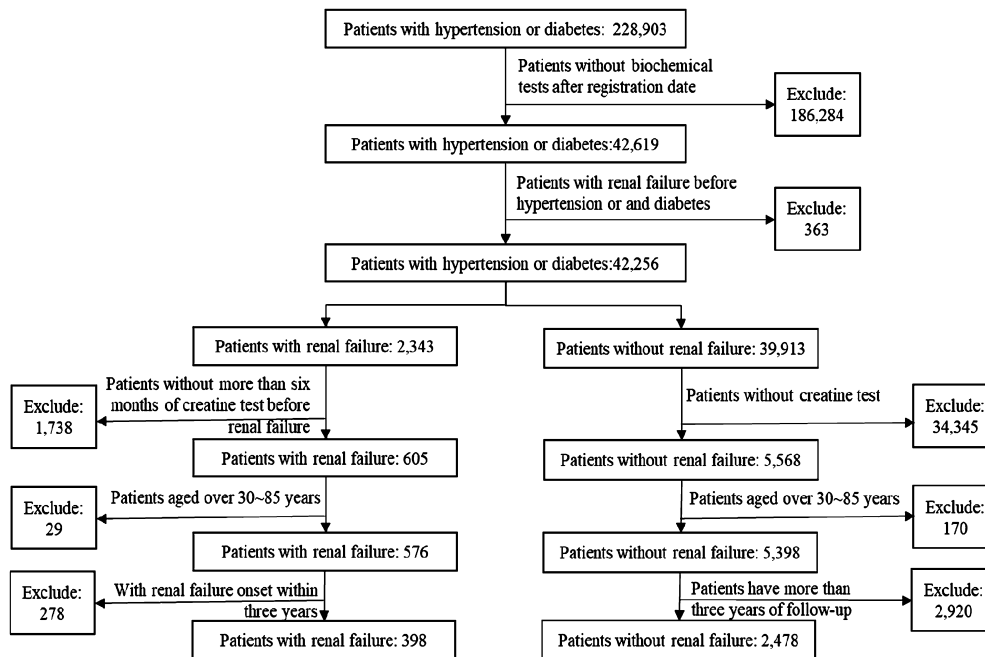 Patients with hypertension or diabetes: 228,903
Patients without biochemical
tests after registration date
Exclude:
186,284
Patients with hypertension or diabetes:42,619
Patients with renal failure before
hypertension or and diabetes
Exclude:
363
Patients with hypertension or diabetes:42,256
Patients with renal failure: 2,343
Patients without renal failure: 39,913
Patients without more than six
months of creatine test before
renal failure
Exclude:
1,738
Patients without creatine test
Exclude:
34,345
Patients with renal failure: 605
Patients without renal failure: 5,568
Patients aged over 30~85 years
Exclude:
29
Patients aged over 30~85 years
Exclude:
170
Patients with renal failure: 576
Patients without renal failure: 5,398
With renal failure onset within
three years
Exclude:
278
Patients have more than
three years of follow-up
Exclude:
2,920
Patients with renal failure: 398
Patients without renal failure: 2,478